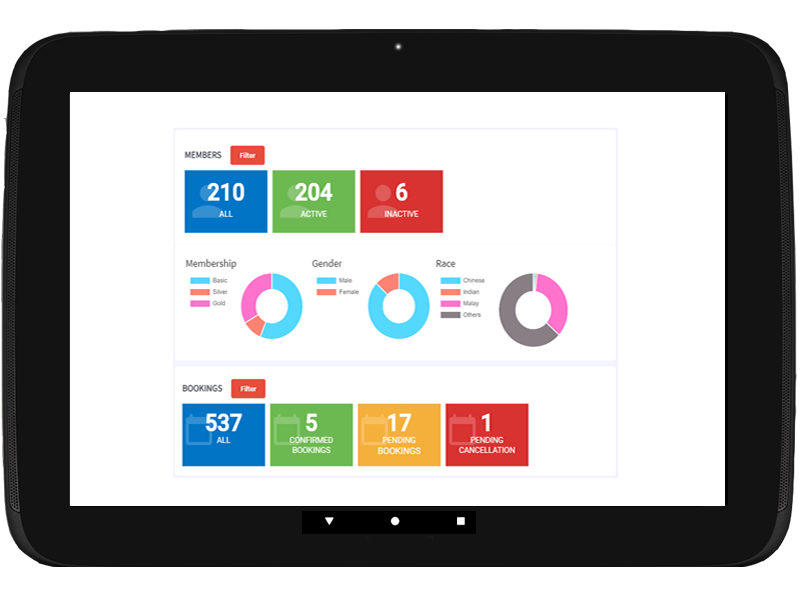 MEMBERS Filter
210 204 6
ALL ACTIVE INACTIVE
Membership Gender Race
Basic Male Chinese
Silver Female Indian
Gold Malay
Others
BOOKINGS Filter
537 5 17 1
ALL CONFIRMED PENDING PENDING
BOOKINGS BOOKINGS CANCELLATION